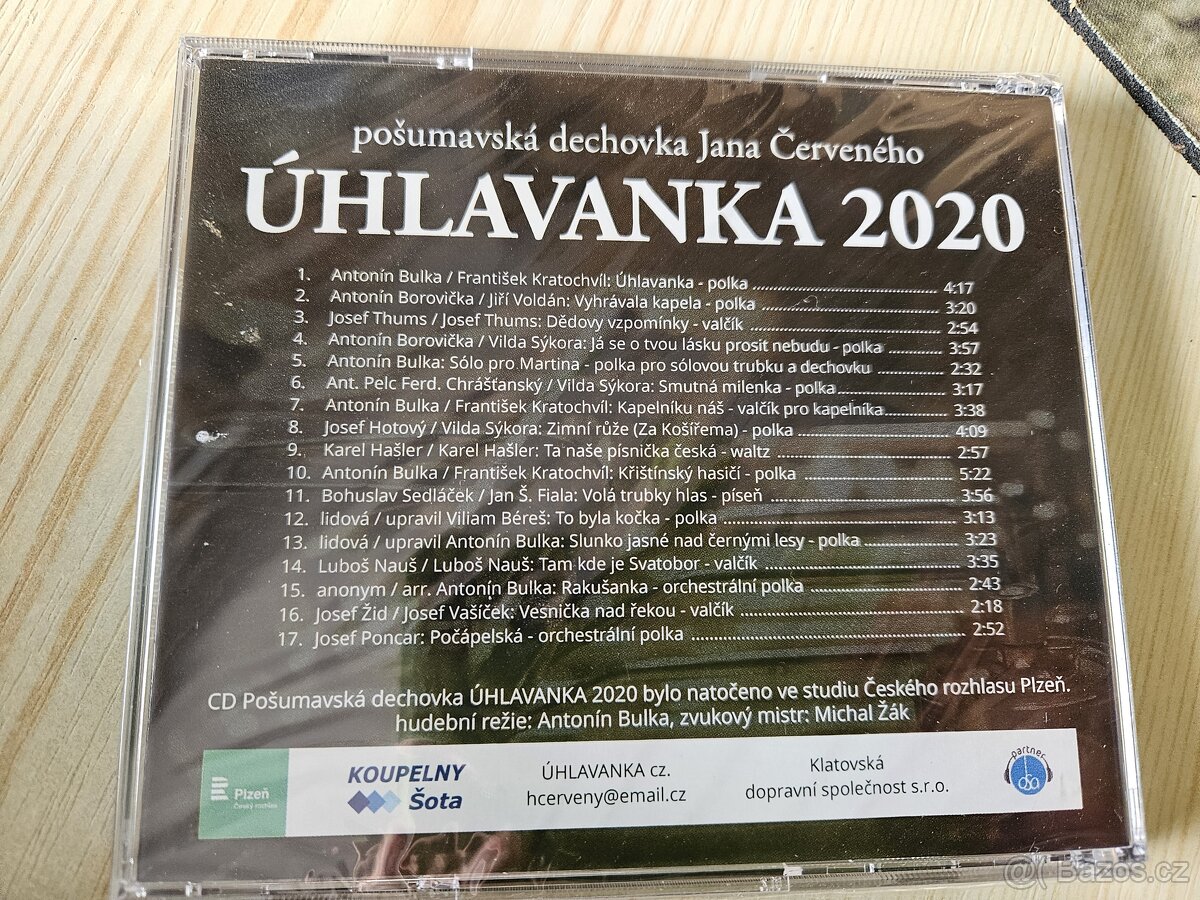 pošumavská dechovka Jana Červeného
ÚHLAVANKA 2020
1. Antonín Bulka / František Kratochvíl: Úhlavanka - polka 4:17
2. Antonín Borovička / Jiří Voldán: Vyhrávala kapela - polka 3:20
3. Josef Thums / Josef Thums: Dědovy vzpomínky - valčík 2:54
4. Antonín Borovička / Vilda Sýkora: Já se o tvou lásku prosit nebudu - polka 3:57
5. Antonín Bulka: Sólo pro Martina - polka pro sólovou trubku a dechovku 2:32
6. Ant. Pelc Ferd. Chrášťanský / Vilda Sýkora: Smutná milenka - polka 3:17
7. Antonín Bulka / František Kratochvíl: Kapelníku náš - valčík pro kapelníka 3:38
8. Josef Hotový / Vilda Sýkora: Zimní růže (Za Košířema) - polka 4:09
9. Karel Hašler / Karel Hašler: Ta naše písnička česká - waltz 2:57
10. Antonín Bulka / František Kratochvíl: Křištínský hasičí - polka 5:22
11. Bohuslav Sedláček / Jan Š. Fiala: Volá trubky hlas - píseň 3:56
12. lidová / upravil Viliam Béreš: To byla kočka - polka 3:13
13. lidová / upravil Antonín Bulka: Slunko jasné nad černými lesy - polka 3:23
14. Luboš Nauš / Luboš Nauš: Tam kde je Svatobor - valčík 3:35
15. anonym / arr. Antonín Bulka: Rakušanka - orchestrální polka 2:43
16. Josef Žid / Josef Vašíček: Vesnička nad řekou - valčík 2:18
17. Josef Poncar: Počápelská - orchestrální polka 2:52
CD Pošumavská dechovka ÚHLAVANKA 2020 bylo natočeno ve studiu Českého rozhlasu Plzeň.
hudební režie: Antonín Bulka, zvukový mistr: Michal Žák
Plzeň
Český rozhlas
KOUPELNY
Šota
ÚHLAVANKA cz.
hcerveny@email.cz
Klatovská
dopravní společnost s.r.o.
partner
osa
Bazos.cz